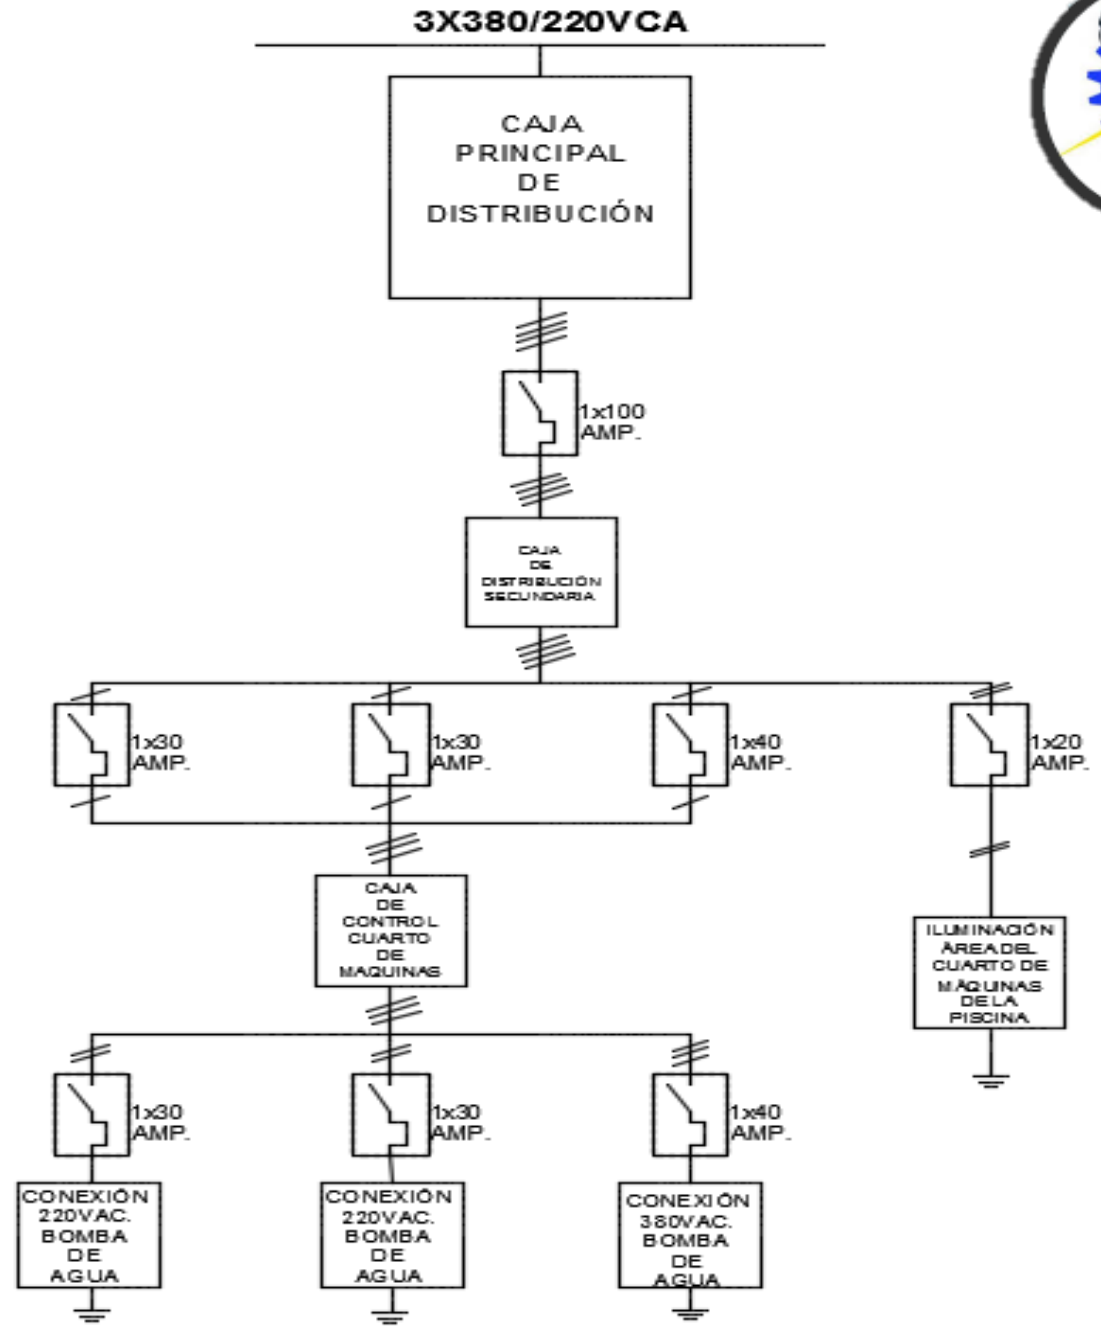 3X380/220VCA
CAJA
PRINCIPAL
DE
DISTRIBUCIÓN
1x100
AMP.
CAJA
DE
DISTRIBUCIÓN
SECUNDARIA
1x30
AMP.
1x30
AMP.
1x40
AMP.
1x20
AMP.
CAJA
DE
CONTROL
CUARTO
DE
MAQUINAS
ILUMINACIÓN
ÀREA DEL
CUARTO DE
MÀQUINAS
DE LA
PISCINA
1x30
AMP.
1x30
AMP.
1x40
AMP.
CONEXIÓN
220VAC.
BOMBA
DE
AGUA
CONEXIÓN
220VAC.
BOMBA
DE
AGUA
CONEXIÓN
380VAC.
BOMBA
DE
AGUA